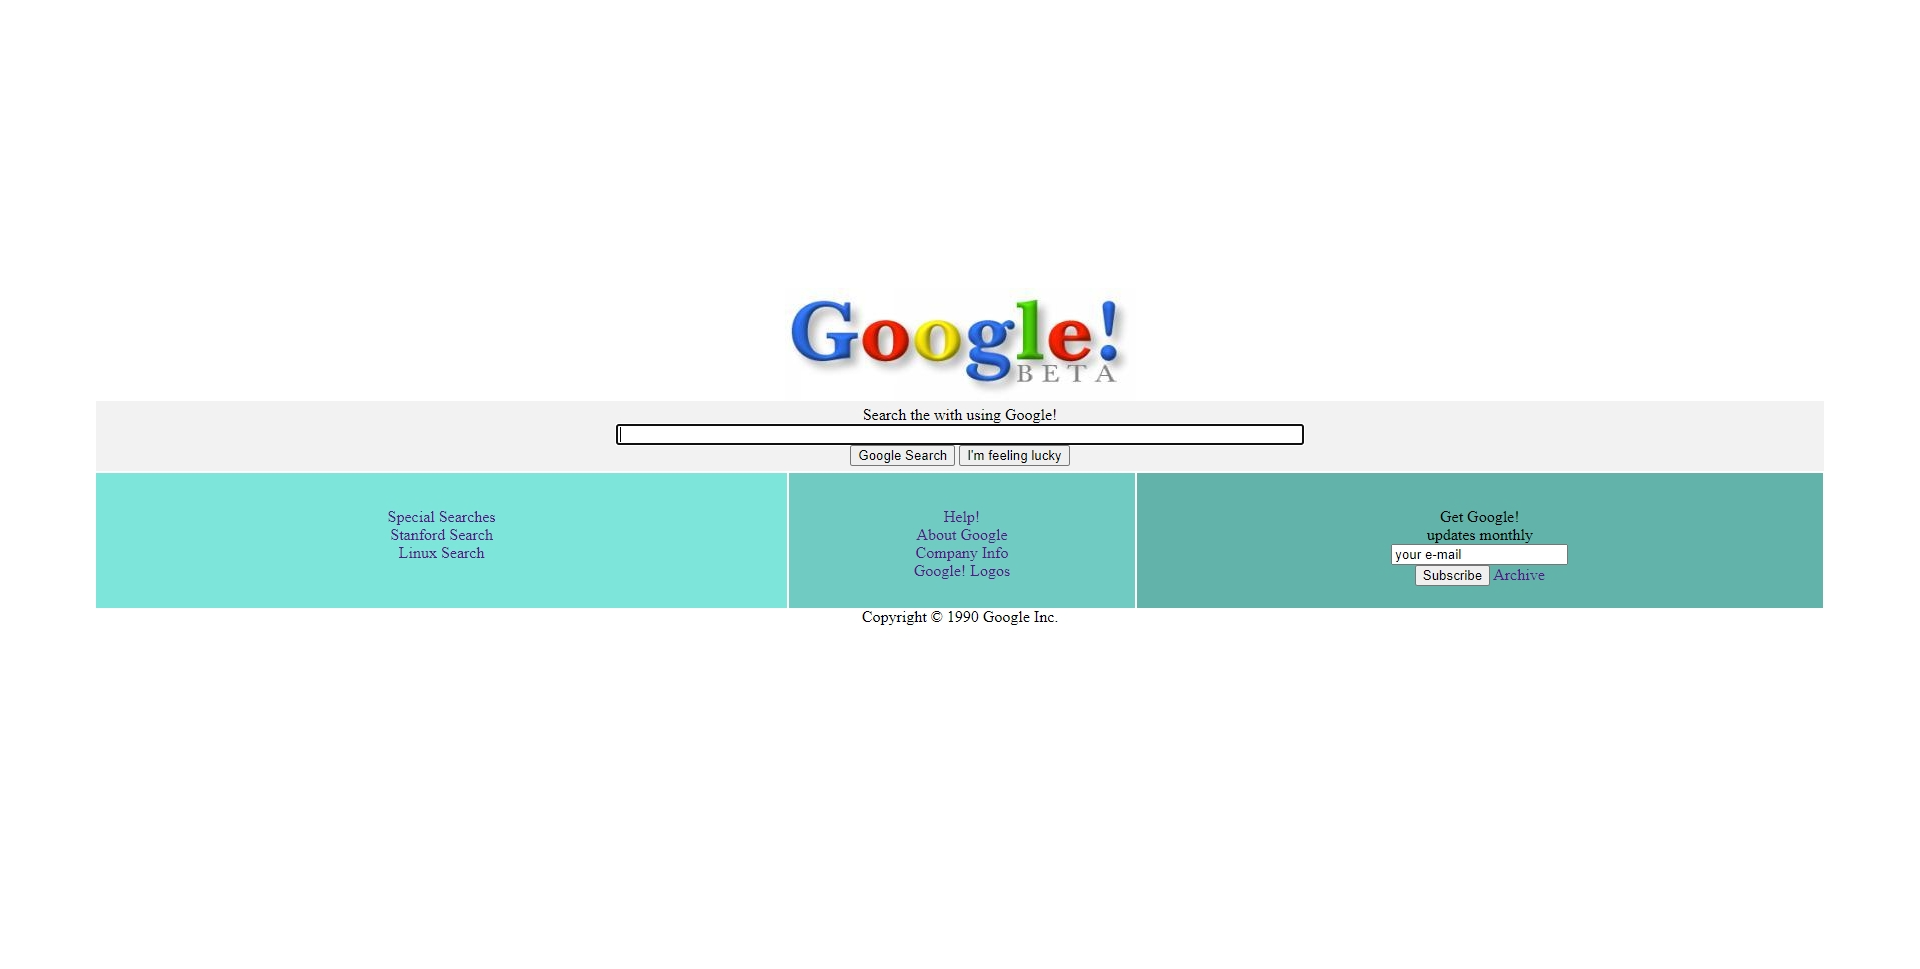 Google!
BETA
Search the with using Google!
Google Search I'm feeling lucky
Special Searches
Stanford Search
Linux Search
Help!
About Google
Company Info
Google! Logos
Get Google!
updates monthly
your e-mail
Subscribe Archive
Copyright © 1990 Google Inc.